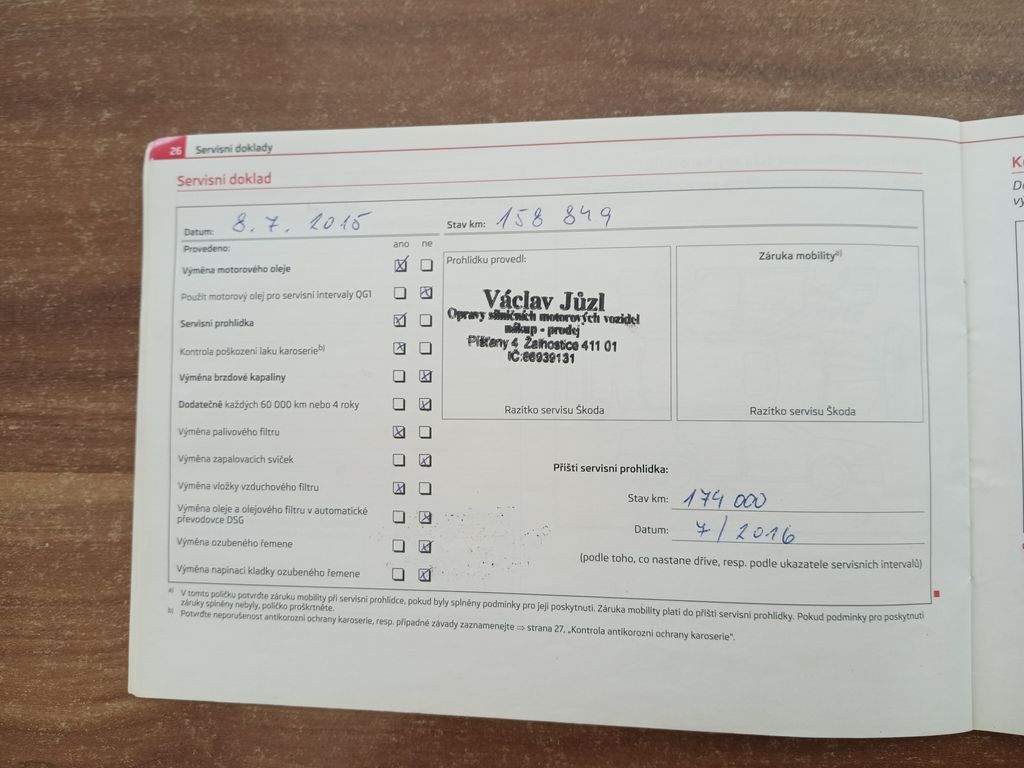 26 Servisní doklady
Servisní doklad
Datum: 8. 7. 2015
Stav km: 158 849
Provedeno: ano ne
Výměna motorového oleje
Použit motorový olej pro servisní intervaly QG1
Servisní prohlídka
Kontrola poškození laku karoserie b)
Výměna brzdové kapaliny
Dodatečně každých 60 000 km nebo 4 roky
Výměna palivového filtru
Výměna zapalovacích svíček
Výměna vložky vzduchového filtru
Výměna oleje a olejového filtru v automatické
převodovce DSG
Výměna ozubeného řemene
Výměna napínací kladky ozubeného řemene
Prohlídku provedl:
Václav Jůzl
Opravy silničních motorových vozidel
nákup - prodej
Píšťany 4 Žalhostice 411 01
IČ:86939131
Razítko servisu Škoda
Záruka mobility a)
Razítko servisu Škoda
Příští servisní prohlídka:
Stav km: 174 000
Datum: 7/2016
(podle toho, co nastane dříve, resp. podle ukazatele servisních intervalů)
a) V tomto políčku potvrďte záruku mobility při servisní prohlídce, pokud byly splněny podmínky pro její poskytnutí. Záruka mobility platí do příští servisní prohlídky. Pokud podmínky pro poskytnutí
záruky splněny nebyly, políčko proškrtněte.
b) Potvrďte neporušenost antikorozní ochrany karoserie, resp. případné závady zaznamenejte ⇒ strana 27, „Kontrola antikorozní ochrany karoserie“.